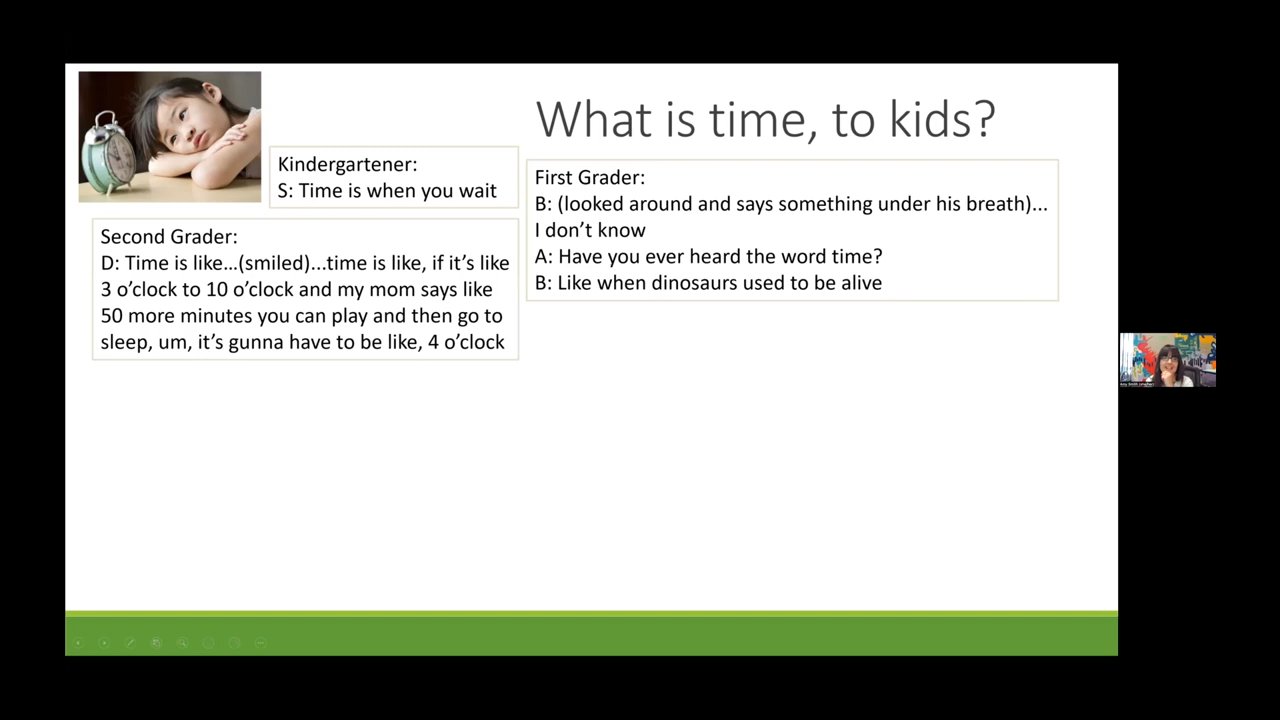 What is time, to kids?
Kindergartener:
S: Time is when you wait
First Grader:
B: (looked around and says something under his breath)...
I don’t know
A: Have you ever heard the word time?
B: Like when dinosaurs used to be alive
Second Grader:
D: Time is like...(smiled)...time is like, if it’s like
3 o’clock to 10 o’clock and my mom says like
50 more minutes you can play and then go to
sleep, um, it’s gunna have to be like, 4 o’clock